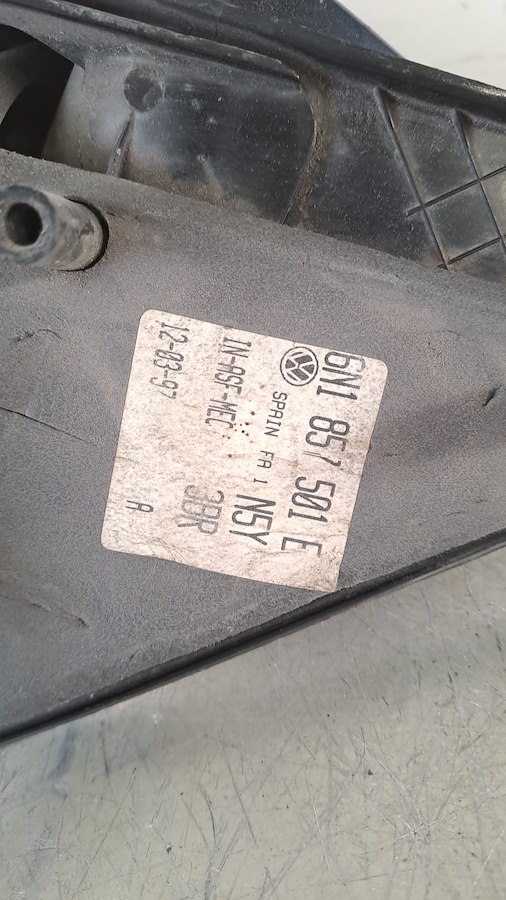 6N1 857 501 E
SPAIN FA 1 N5Y
IN-ASF-MEC 3BR
12-03-97 A